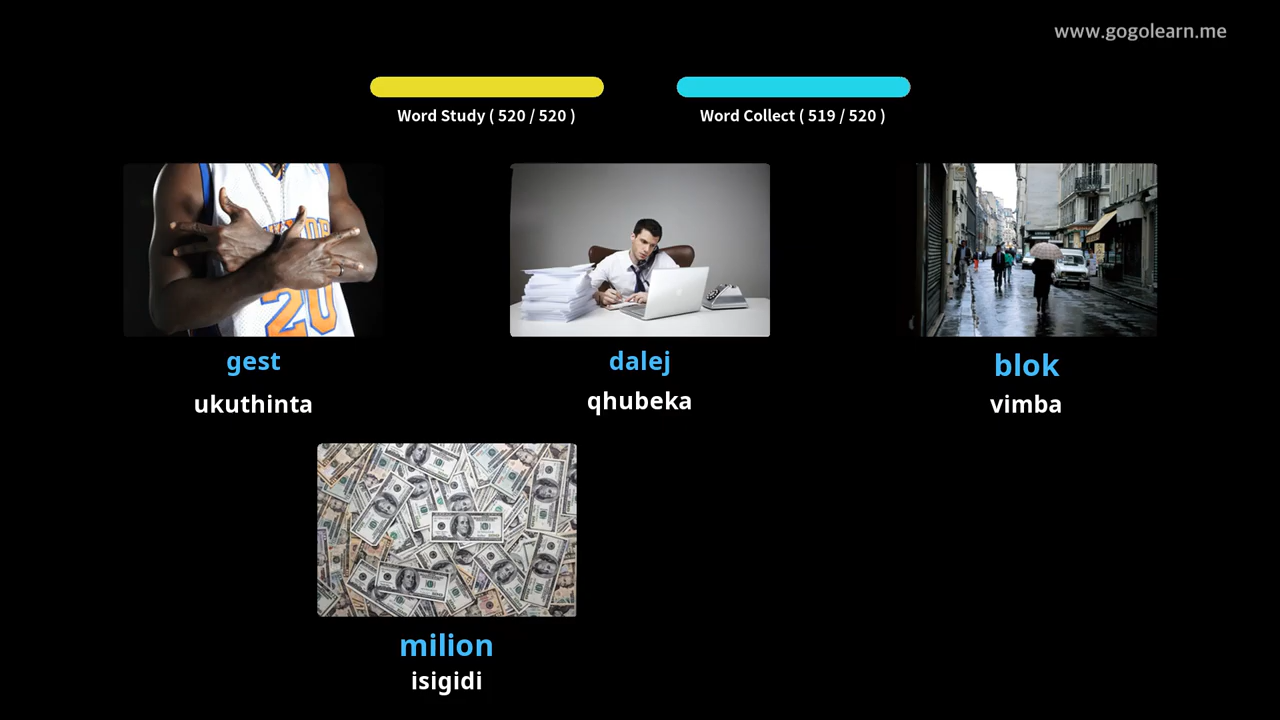 www.gogolearn.me
Word Study ( 520 / 520 )
Word Collect ( 519 / 520 )
20
gest
dalej
blok
ukuthinta
qhubeka
vimba
milion
isigidi